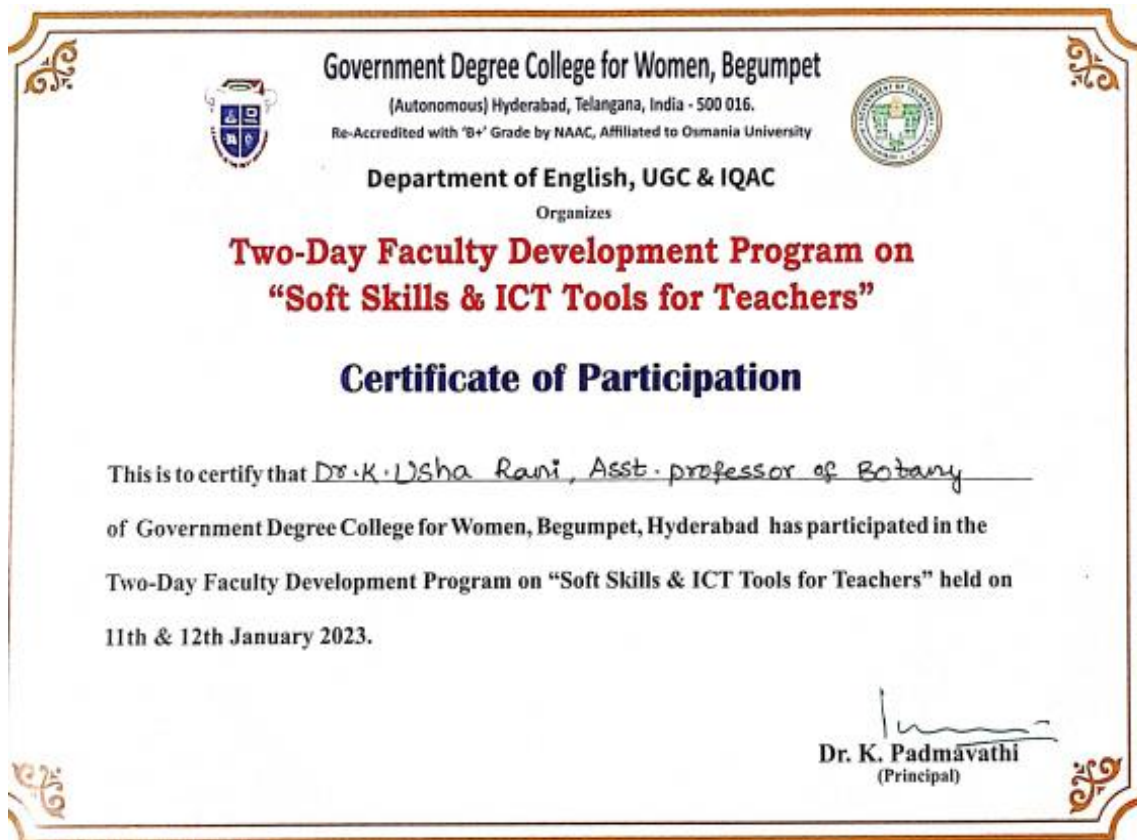 Government Degree College for Women, Begumpet
(Autonomous) Hyderabad, Telangana, India - 500 016.
Re-Accredited with 'B+' Grade by NAAC, Affiliated to Osmania University
Department of English, UGC & IQAC
Organizes
Two-Day Faculty Development Program on
“Soft Skills & ICT Tools for Teachers”
Certificate of Participation
This is to certify that Dr. K. Usha Rani, Asst. professor of Botany
of Government Degree College for Women, Begumpet, Hyderabad has participated in the
Two-Day Faculty Development Program on “Soft Skills & ICT Tools for Teachers” held on
11th & 12th January 2023.
Dr. K. Padmavathi
(Principal)